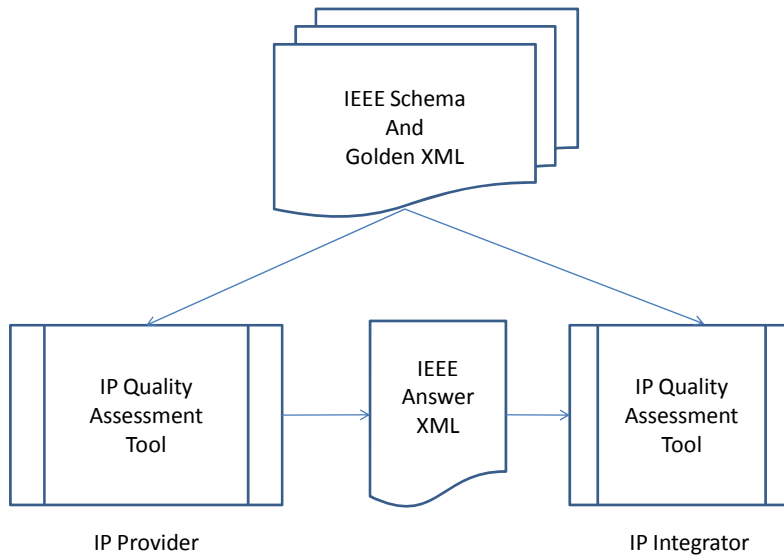 IEEE Schema
And
Golden XML
IP Quality
Assessment
Tool
IEEE
Answer
XML
IP Quality
Assessment
Tool
IP Provider
IP Integrator